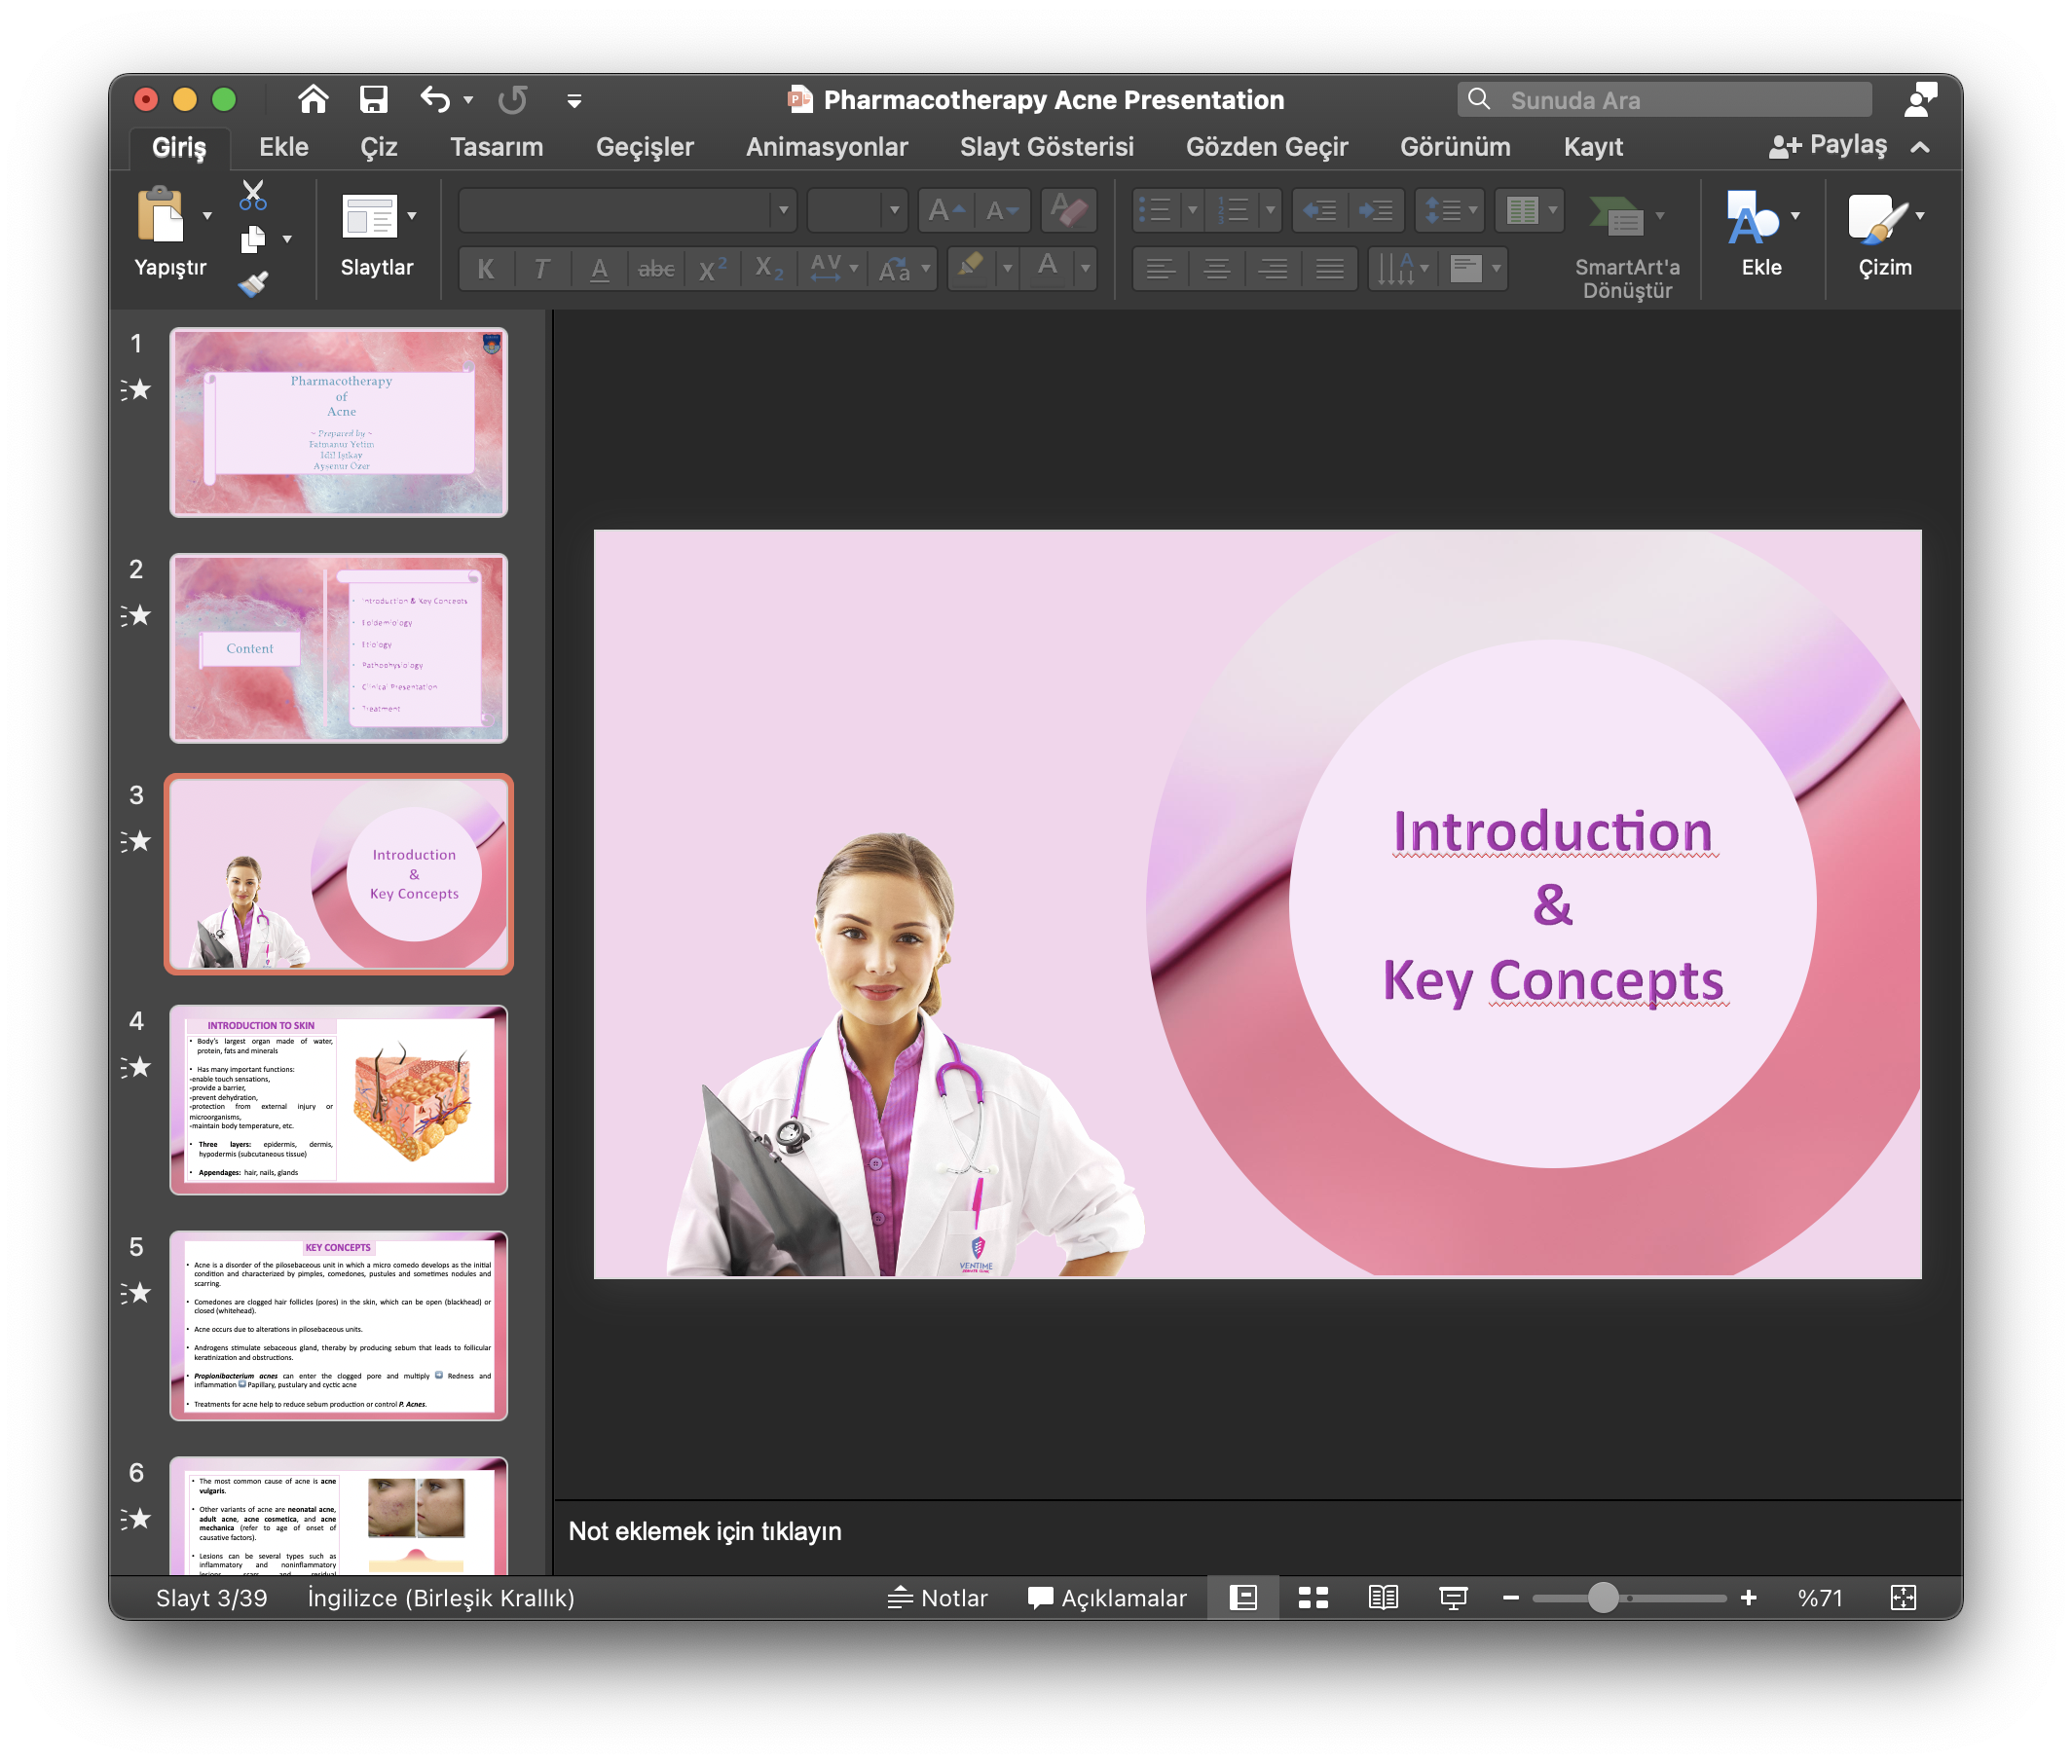 Pharmacotherapy Acne Presentation
Sunuda Ara
Giriş
Ekle
Çiz
Tasarım
Geçişler
Animasyonlar
Slayt Gösterisi
Gözden Geçir
Görünüm
Kayıt
Paylaş
Yapıştır
Slaytlar
SmartArt'a
Dönüştür
Ekle
Çizim
1
Pharmacotherapy
of
Acne
~ Prepared by ~
Fatmanur Yetim
Aysenur Özer
2
Content
• Introduction & Key Concepts
• Epidemiology
• Etiology
• Pathophysiology
• Clinical Presentation
• Treatment
3
Introduction
&
Key Concepts
4
INTRODUCTION TO SKIN
• Body's largest organ made of water,
protein, fats and minerals
• Has many important functions:
-enable touch sensations,
-provide a barrier,
-prevent dehydration,
-protection from external injury or
microorganisms,
-maintain body temperature, etc.
• Three layers: epidermis, dermis,
hypodermis (subcutaneous tissue)
• Appendages: hair, nails, glands
5
KEY CONCEPTS
• Acne is a disorder of the pilosebaceous unit in which a micro comedo develops as the initial
condition and characterized by pimples, comedones, pustules and sometimes nodules and
scarring.
• Comedones are clogged hair follicles (pores) in the skin, which can be open (blackhead) or
closed (whitehead).
• Acne occurs due to alterations in pilosebaceous units.
• Androgens stimulate sebaceous gland, theraby by producing sebum that leads to follicular
keratinization and obstructions.
• Propionibacterium acnes can enter the clogged pore and multiply ➡ Redness and
inflammation ➡ Papillary, pustulary and cyctic acne
• Treatments for acne help to reduce sebum production or control P. Acnes.
6
• The most common cause of acne is acne
vulgaris.
• Other variants of acne are neonatal acne,
adult acne, acne cosmetica, and acne
mechanica (refer to age of onset of
causative factors).
• Lesions can be several types such as
inflammatory and noninflammatory
lesions, scars and residual
Introduction
&
Key Concepts
VENTIME
Not eklemek için tıklayın
Slayt 3/39
İngilizce (Birleşik Krallık)
Notlar
Açıklamalar
%71